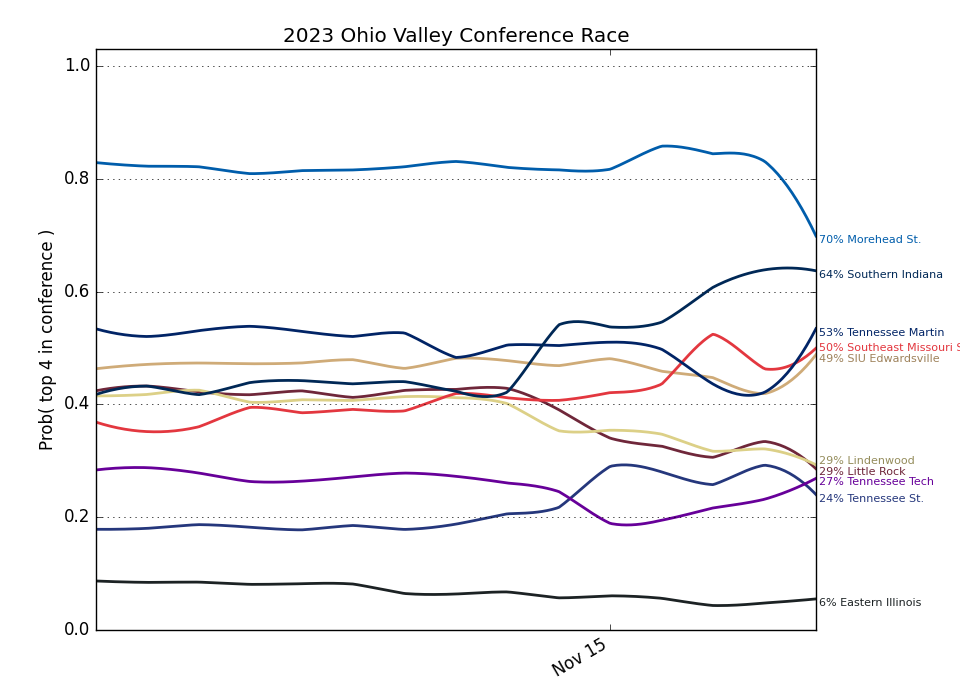 2023 Ohio Valley Conference Race
Prob( top 4 in conference )
1.0
0.8
0.6
0.4
0.2
0.0
Nov 15
70% Morehead St.
64% Southern Indiana
53% Tennessee Martin
50% Southeast Missouri S
49% SIU Edwardsville
29% Lindenwood
29% Little Rock
27% Tennessee Tech
24% Tennessee St.
6% Eastern Illinois